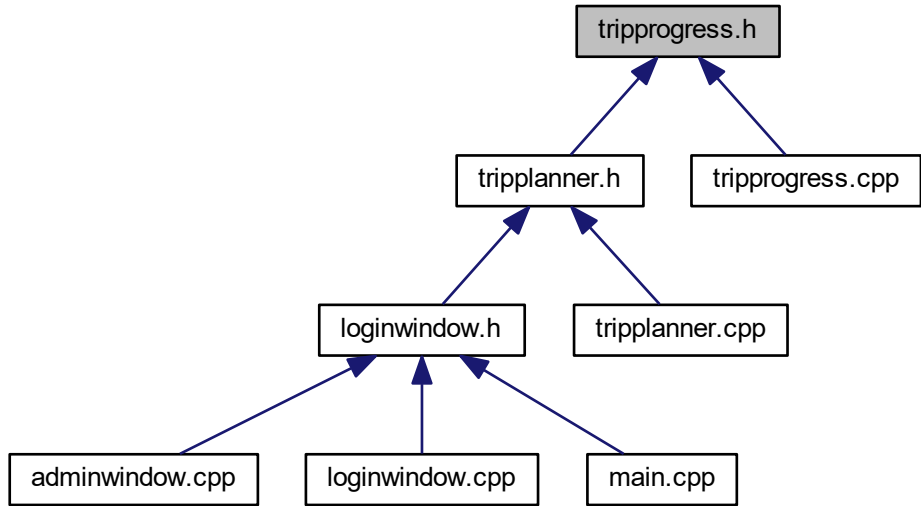 tripprogress.h
tripplanner.h
tripprogress.cpp
loginwindow.h
tripplanner.cpp
adminwindow.cpp
loginwindow.cpp
main.cpp